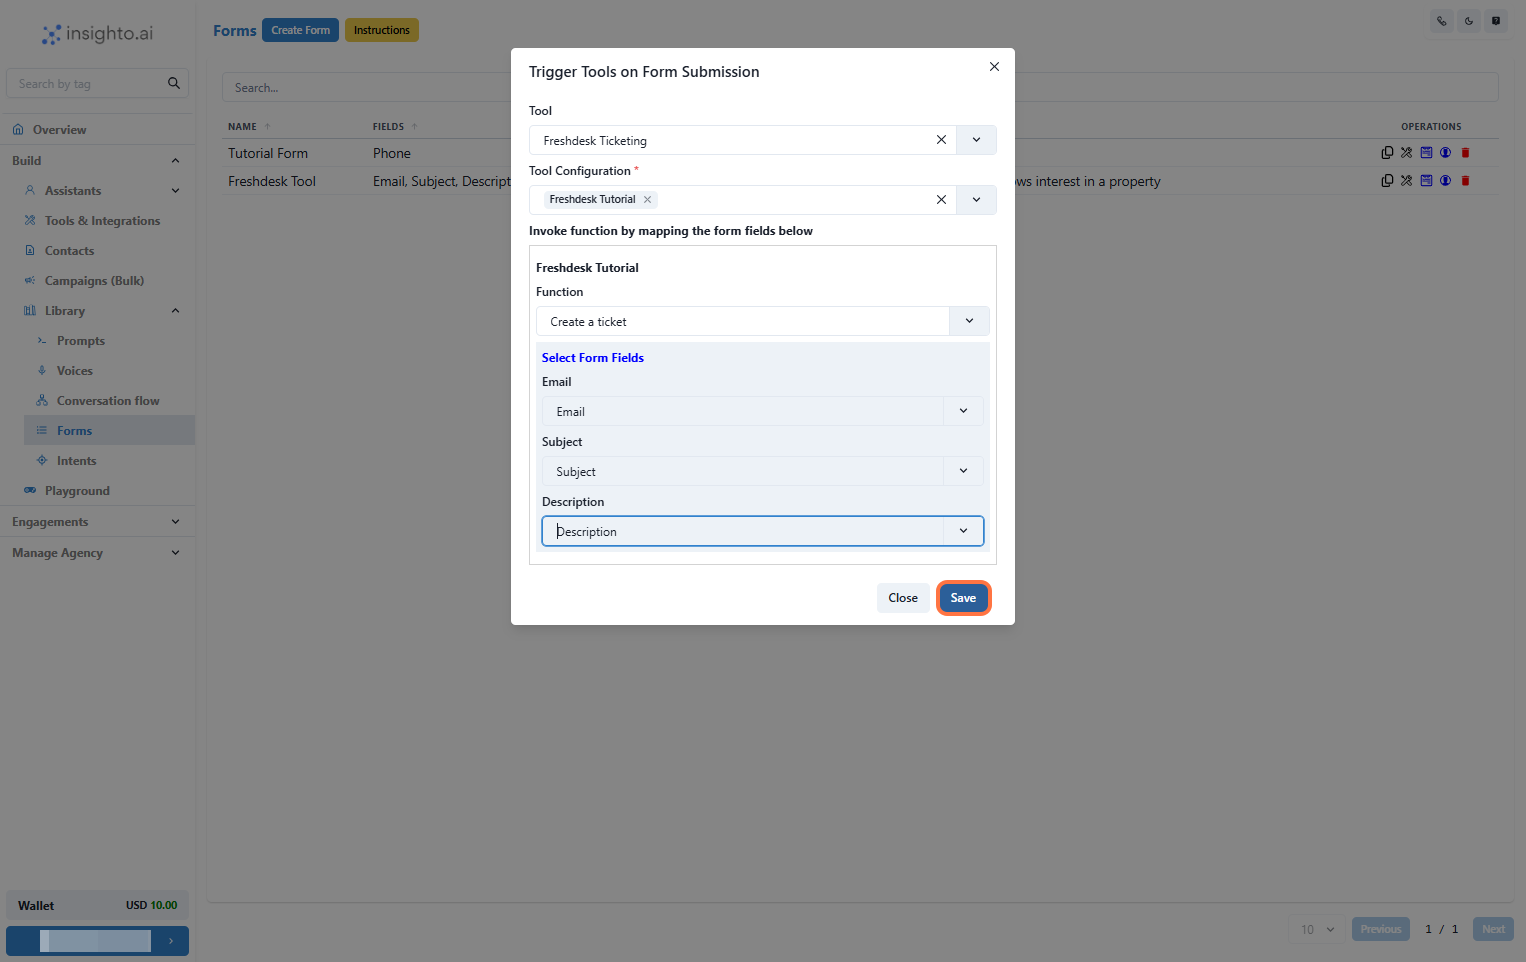 insighto.ai
Search by tag
Overview
Build
Assistants
Tools & Integrations
Contacts
Campaigns (Bulk)
Library
Prompts
Voices
Conversation flow
Forms
Intents
Playground
Engagements
Manage Agency
Wallet USD 10.00
Forms Create Form Instructions
Search...
NAME FIELDS OPERATIONS
Tutorial Form Phone
Freshdesk Tool Email, Subject, Descript ows interest in a property
Trigger Tools on Form Submission
Tool
Freshdesk Ticketing
Tool Configuration *
Freshdesk Tutorial
Invoke function by mapping the form fields below
Freshdesk Tutorial
Function
Create a ticket
Select Form Fields
Email
Email
Subject
Subject
Description
Description
Close Save
10 Previous 1 / 1 Next